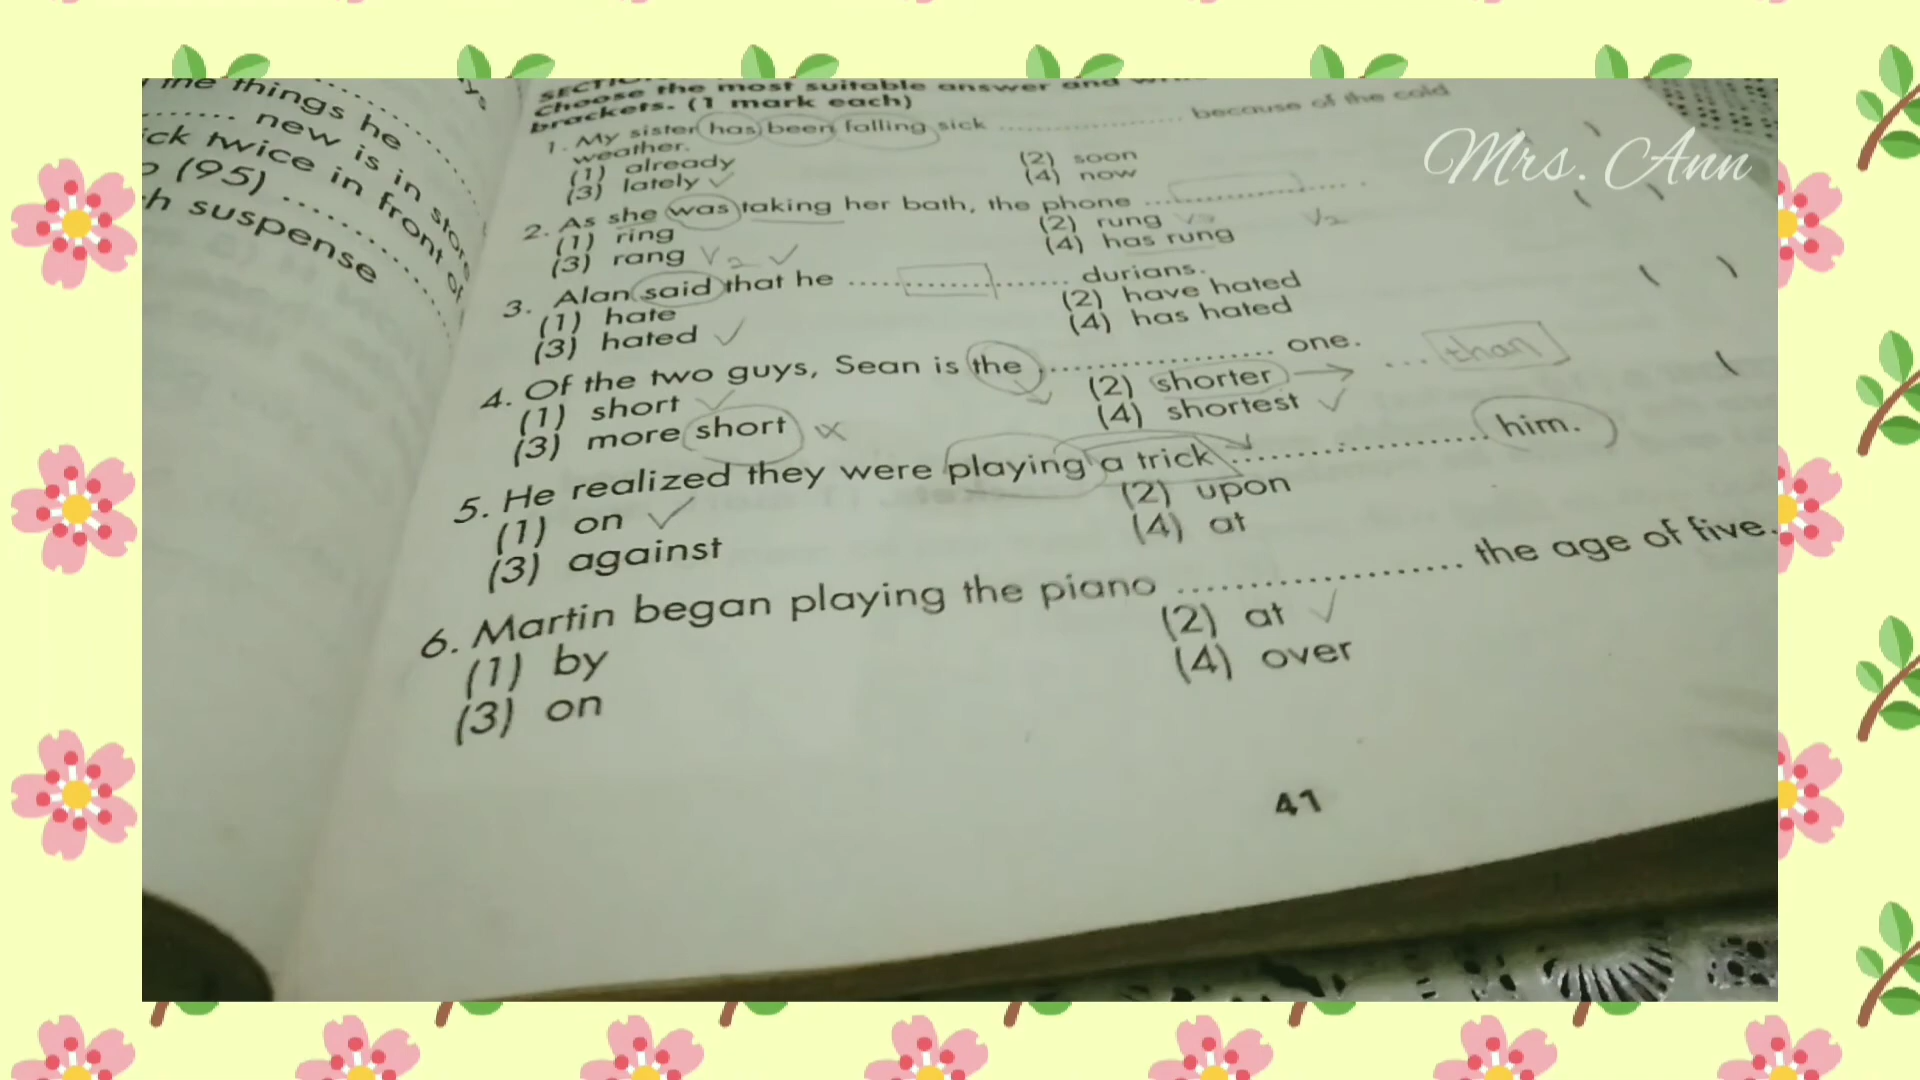 the things he
new is in store
ck twice in front of
(95)
h suspense
Choose the most suitable answer and
brackets. (1 mark each)
1. My sister has been falling sick .................... because of the cold
weather.
(1) already (2) soon
(3) lately ✓ (4) now
2. As she was taking her bath, the phone ....................
(1) ring (2) rung
(3) rang V2 ✓ (4) has rung V2
3. Alan said that he .................... durians.
(1) hate (2) have hated
(3) hated ✓ (4) has hated
4. Of the two guys, Sean is the .................... one.
(1) short ✓ (2) shorter → ... than
(3) more short × (4) shortest ✓
5. He realized they were playing a trick .................... him.
(1) on ✓ (2) upon
(3) against (4) at
6. Martin began playing the piano .................... the age of five.
(1) by (2) at ✓
(3) on (4) over
41
Mrs. Ann